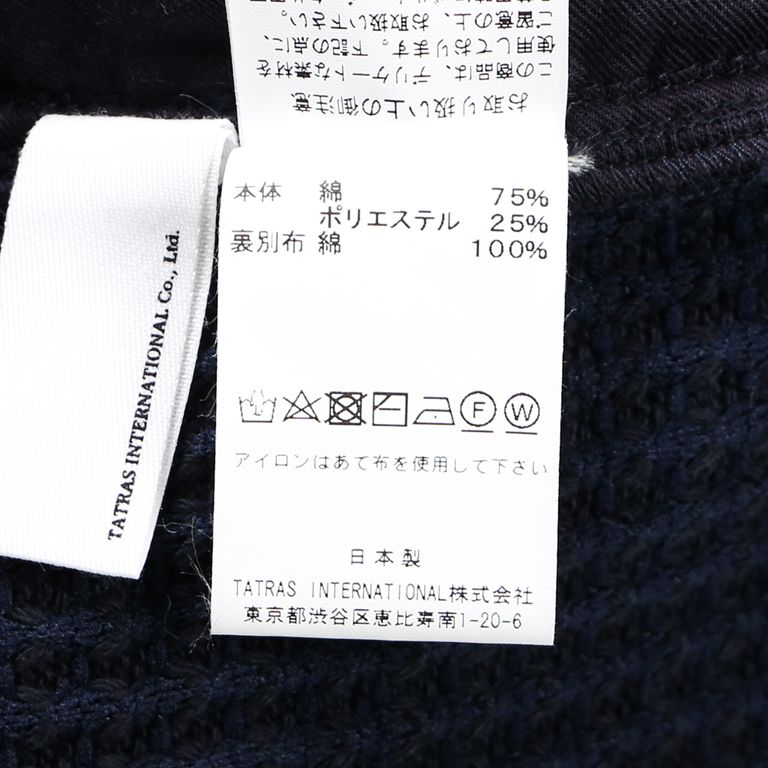 お取り扱い上の御注意
この商品は、デリケートな素材を
使用しております。下記の点に、
ご留意の上、お取扱い下さい。
本体 綿 75%
ポリエステル 25%
裏別布 綿 100%
F W
アイロンはあて布を使用して下さい
日本製
TATRAS INTERNATIONAL株式会社
東京都渋谷区恵比寿南1-20-6
TATRAS INTERNATIONAL Co., Ltd.